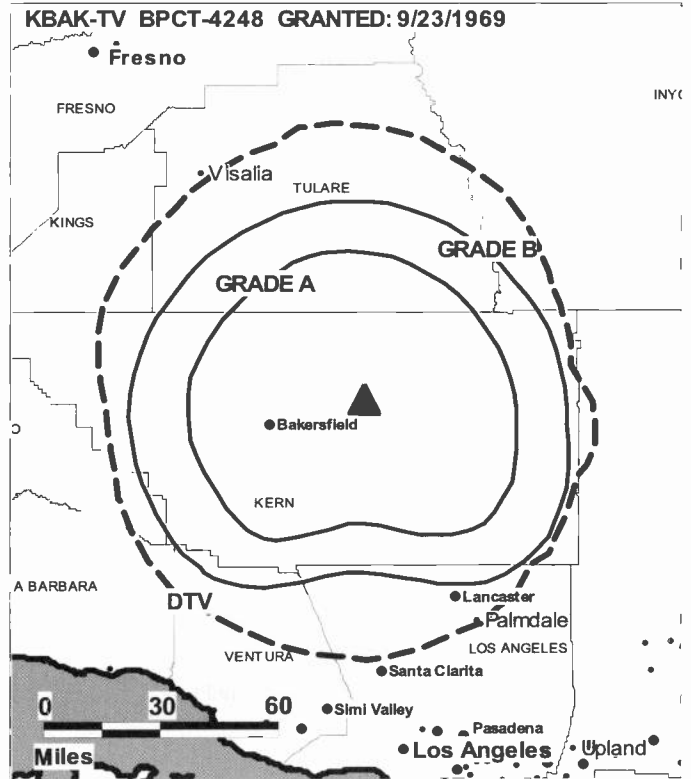 KBAK-TV BPCT-4248 GRANTED: 9/23/1969
Fresno
FRESNO
Visalia
TULARE
KINGS
GRADE B
GRADE A
Bakersfield
KERN
A BARBARA
DTV
Lancaster
Palmdale
LOS ANGELES
VENTURA
Santa Clarita
0 30 60
Simi Valley
Pasadena
Miles
Los Angeles
Upland